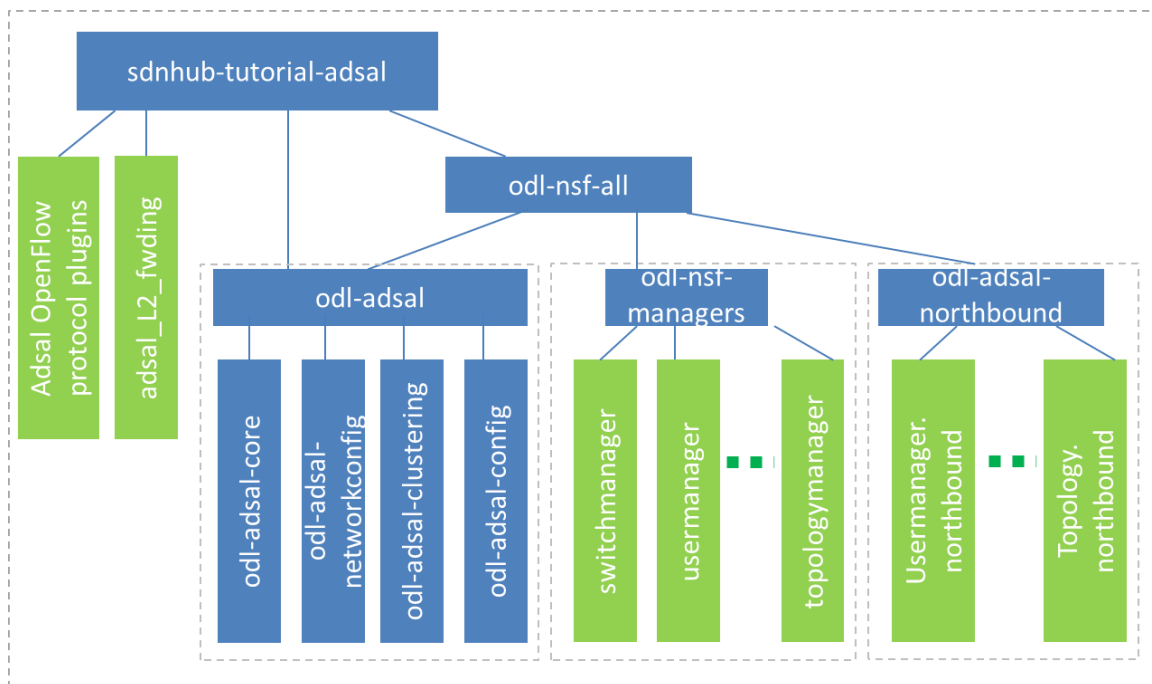 sdnhub-tutorial-adsal
Adsal OpenFlow
protocol plugins
adsal_L2_fwding
odl-nsf-all
odl-adsal
odl-nsf-
managers
odl-adsal-
northbound
odl-adsal-core
odl-adsal-
networkconfig
odl-adsal-clustering
odl-adsal-config
switchmanager
usermanager
topologymanager
Usermanager.
northbound
Topology.
northbound